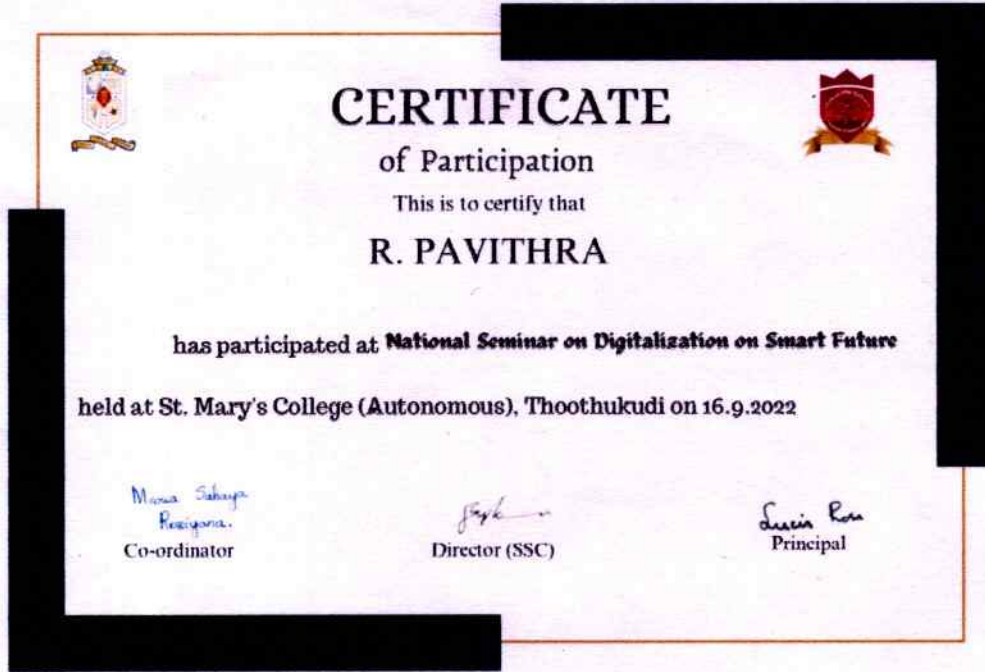 CERTIFICATE
of Participation
This is to certify that
R. PAVITHRA
has participated at National Seminar on Digitalization on Smart Future
held at St. Mary's College (Autonomous), Thoothukudi on 16.9.2022
Maria Sahaya
Rosiyana.
Co-ordinator
Director (SSC)
Lucia Rose
Principal